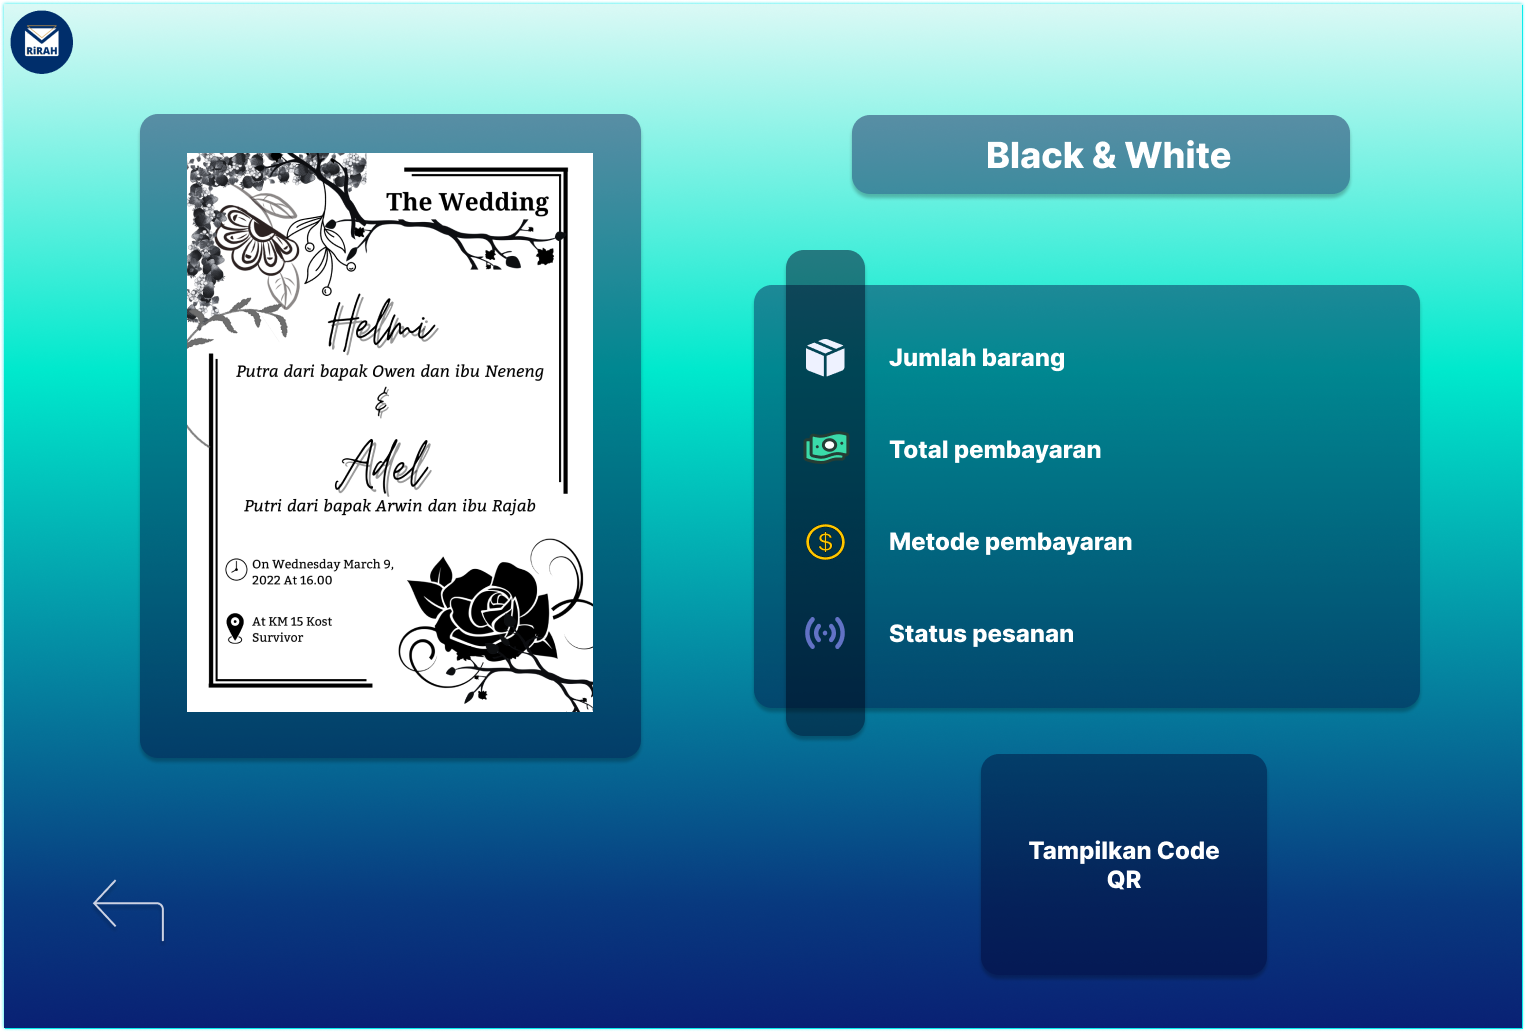 RiRAH
The Wedding
Helmi
Putra dari bapak Owen dan ibu Neneng
&
Adel
Putri dari bapak Arwin dan ibu Rajab
On Wednesday March 9,
2022 At 16.00
At KM 15 Kost
Survivor
Black & White
Jumlah barang
Total pembayaran
Metode pembayaran
Status pesanan
Tampilkan Code
QR